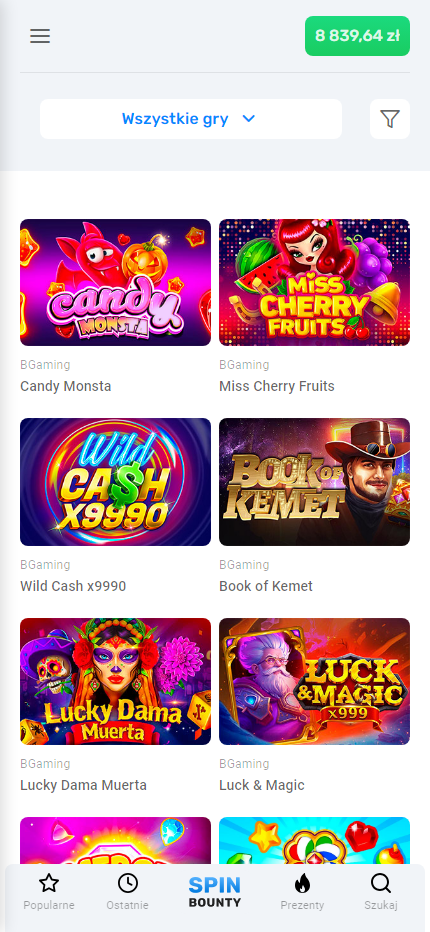 8 839,64 zł
Wszystkie gry
candy
MONSTA
MiSS
CHERRY
FRUITS
BGaming
Candy Monsta
BGaming
Miss Cherry Fruits
Wild
CA$H
X9990
BOOK OF
KEMET
BGaming
Wild Cash x9990
BGaming
Book of Kemet
Lucky Dama
Muerta
LUCK
& MAGIC
x999
BGaming
Lucky Dama Muerta
BGaming
Luck & Magic
Popularne
Ostatnie
SPIN
BOUNTY
Prezenty
Szukaj